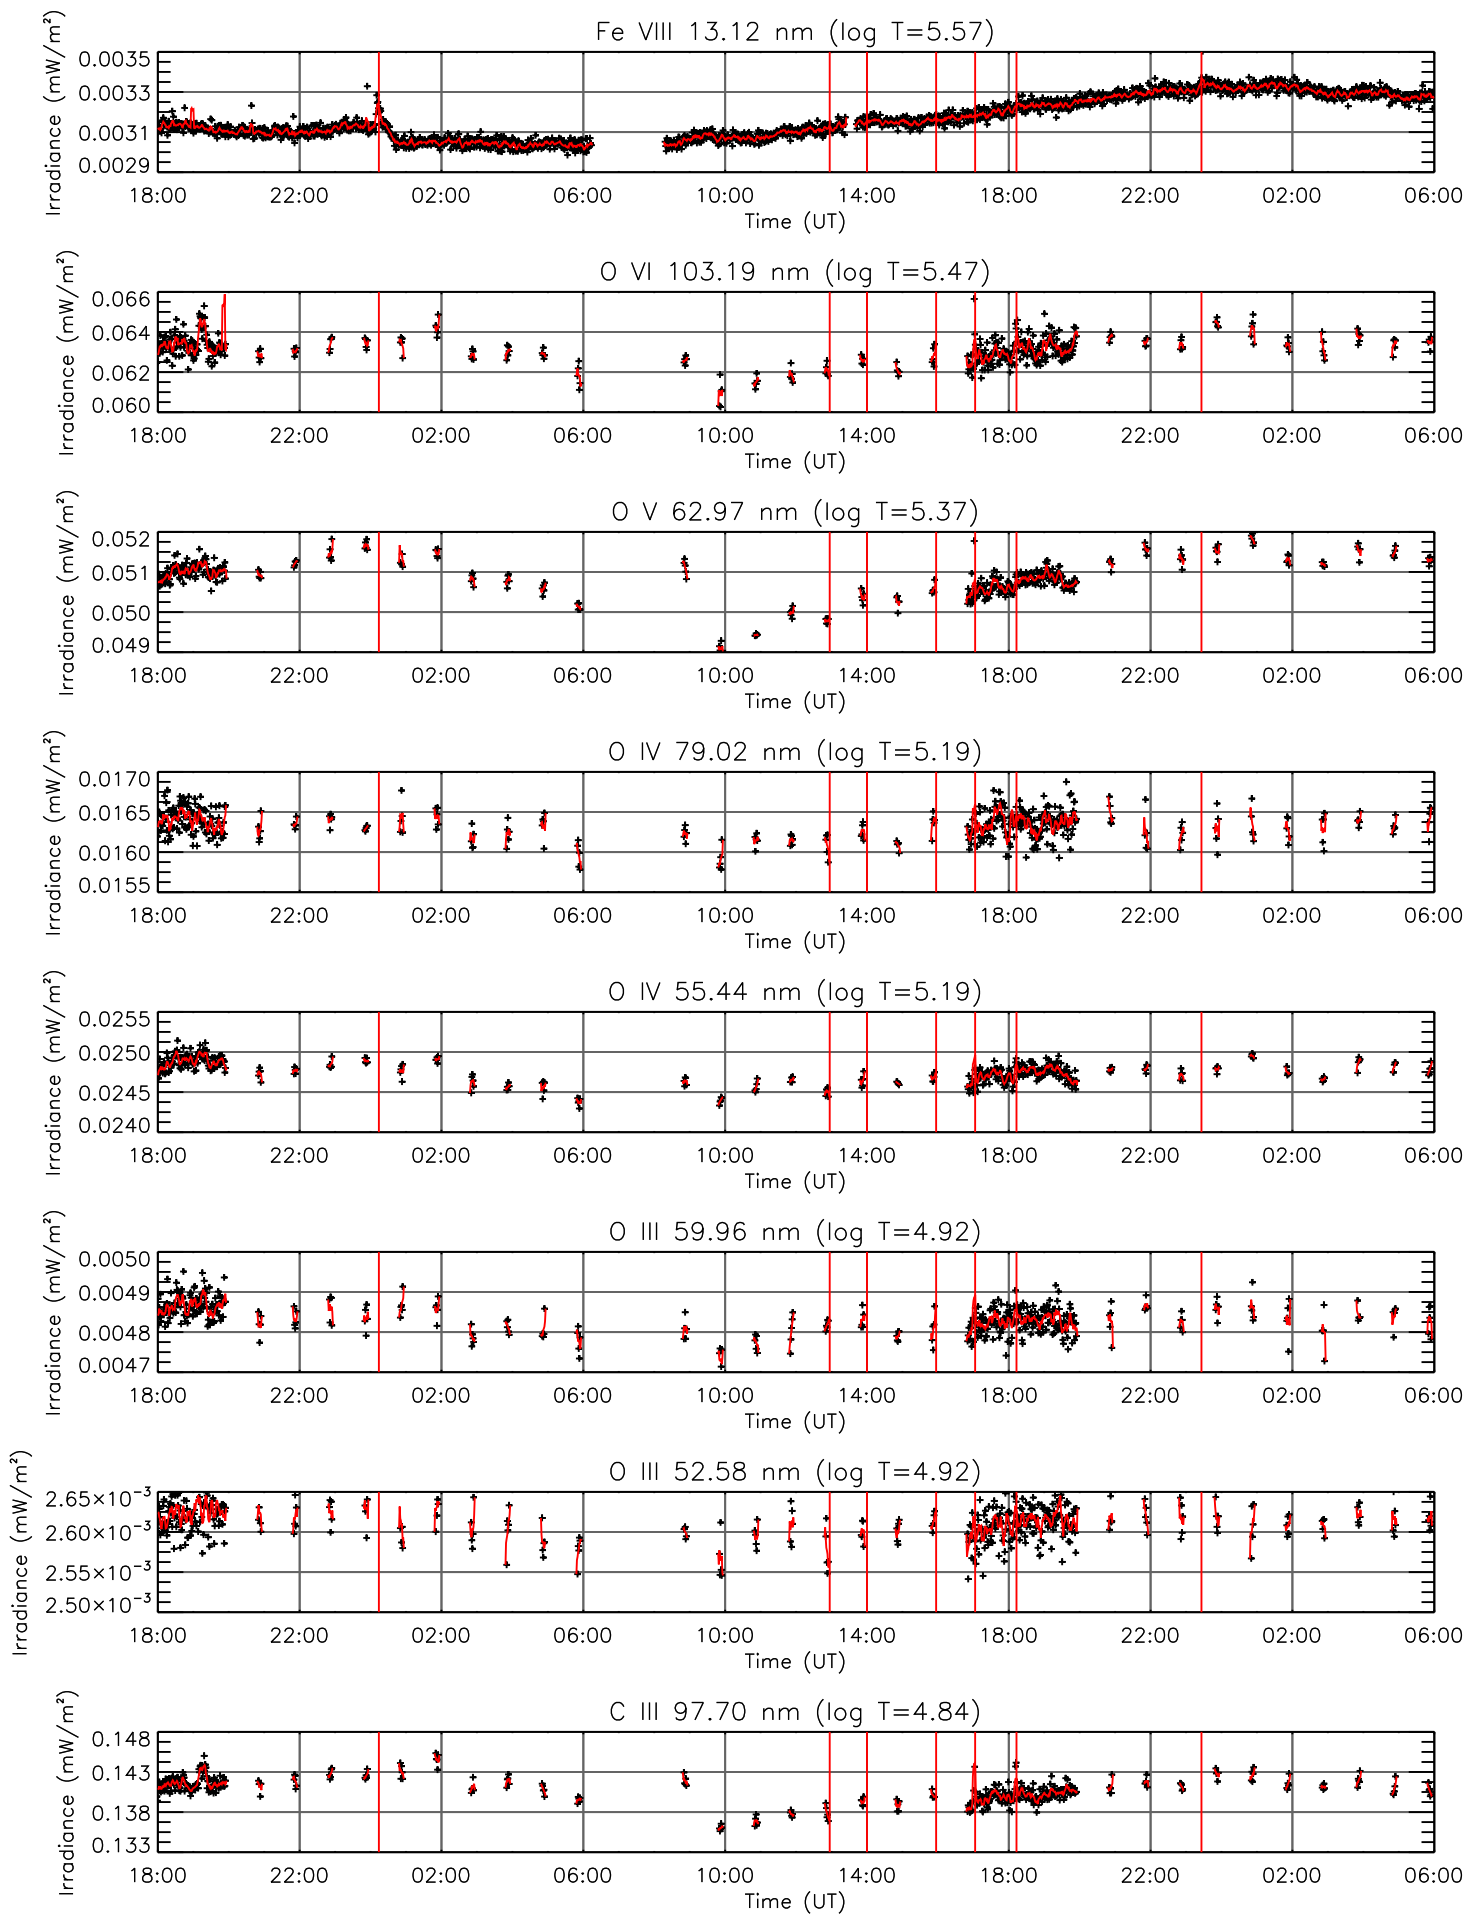 Fe VIII 13.12 nm (log T=5.57)
Irradiance (mW/m²)
0.0035
0.0033
0.0031
0.0029
18:00 22:00 02:00 06:00 10:00 14:00 18:00 22:00 02:00 06:00
Time (UT)
O VI 103.19 nm (log T=5.47)
Irradiance (mW/m²)
0.066
0.064
0.062
0.060
18:00 22:00 02:00 06:00 10:00 14:00 18:00 22:00 02:00 06:00
Time (UT)
O V 62.97 nm (log T=5.37)
Irradiance (mW/m²)
0.052
0.051
0.050
0.049
18:00 22:00 02:00 06:00 10:00 14:00 18:00 22:00 02:00 06:00
Time (UT)
O IV 79.02 nm (log T=5.19)
Irradiance (mW/m²)
0.0170
0.0165
0.0160
0.0155
18:00 22:00 02:00 06:00 10:00 14:00 18:00 22:00 02:00 06:00
Time (UT)
O IV 55.44 nm (log T=5.19)
Irradiance (mW/m²)
0.0255
0.0250
0.0245
0.0240
18:00 22:00 02:00 06:00 10:00 14:00 18:00 22:00 02:00 06:00
Time (UT)
O III 59.96 nm (log T=4.92)
Irradiance (mW/m²)
0.0050
0.0049
0.0048
0.0047
18:00 22:00 02:00 06:00 10:00 14:00 18:00 22:00 02:00 06:00
Time (UT)
O III 52.58 nm (log T=4.92)
Irradiance (mW/m²)
2.65×10⁻³
2.60×10⁻³
2.55×10⁻³
2.50×10⁻³
18:00 22:00 02:00 06:00 10:00 14:00 18:00 22:00 02:00 06:00
Time (UT)
C III 97.70 nm (log T=4.84)
Irradiance (mW/m²)
0.148
0.143
0.138
0.133
18:00 22:00 02:00 06:00 10:00 14:00 18:00 22:00 02:00 06:00
Time (UT)